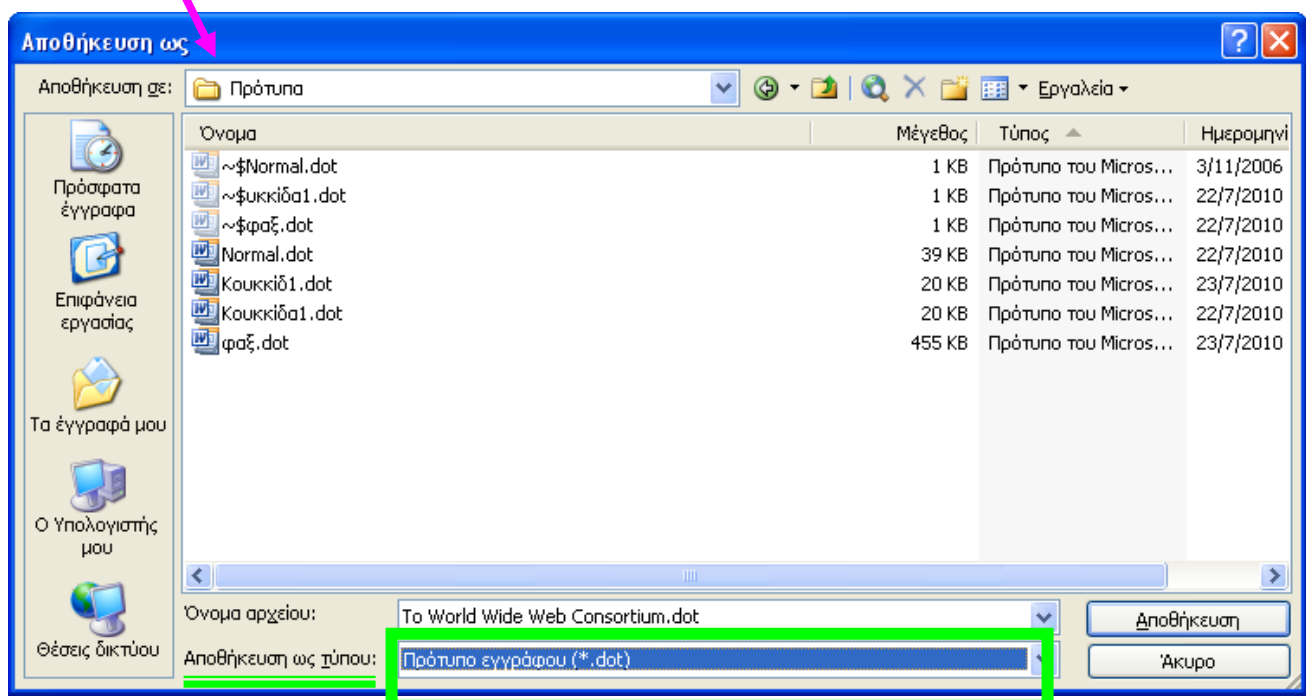 Αποθήκευση ως
Αποθήκευση σε: Πρότυπα Εργαλεία
Όνομα Μέγεθος Τύπος Ημερομηνί
~$Normal.dot 1 KB Πρότυπο του Micros... 3/11/2006
~$υκκίδα1.dot 1 KB Πρότυπο του Micros... 22/7/2010
~$φαξ.dot 1 KB Πρότυπο του Micros... 22/7/2010
Normal.dot 39 KB Πρότυπο του Micros... 22/7/2010
Κουκκίδ1.dot 20 KB Πρότυπο του Micros... 23/7/2010
Κουκκίδα1.dot 20 KB Πρότυπο του Micros... 22/7/2010
φαξ.dot 455 KB Πρότυπο του Micros... 23/7/2010
Πρόσφατα
έγγραφα
Επιφάνεια
εργασίας
Τα έγγραφά μου
Ο Υπολογιστής
μου
Θέσεις δικτύου
Όνομα αρχείου: Το World Wide Web Consortium.dot Αποθήκευση
Αποθήκευση ως τύπου: Πρότυπο εγγράφου (*.dot) Άκυρο